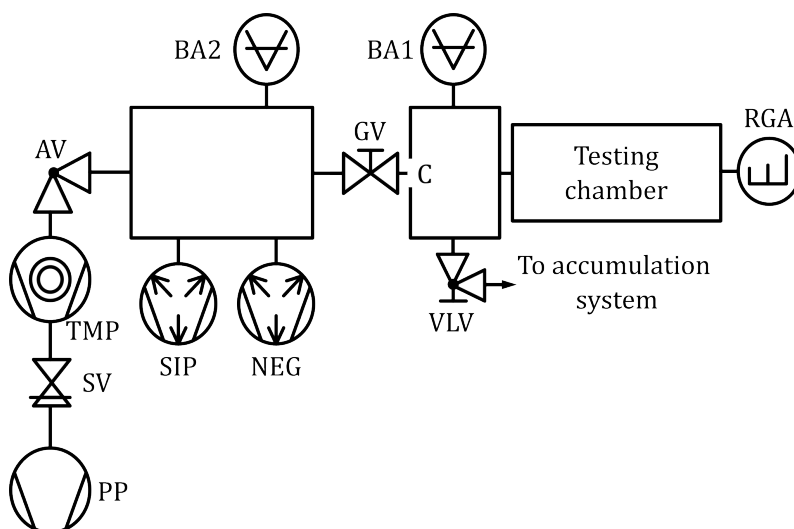 BA2
BA1
RGA
AV
GV
C
Testing
chamber
To accumulation
system
TMP
VLV
SIP
NEG
SV
PP